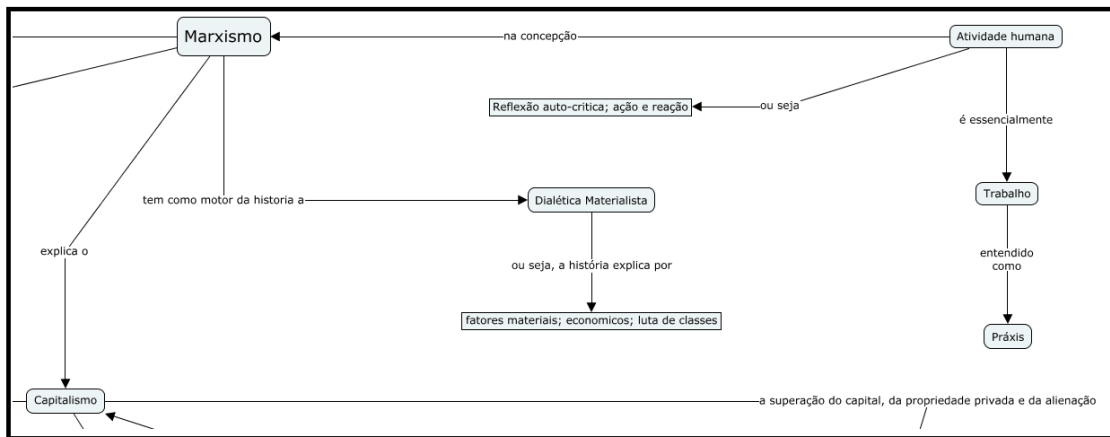 Marxismo
na concepção
Atividade humana
Reflexão auto-critica; ação e reação
ou seja
é essencialmente
tem como motor da historia a
Dialética Materialista
Trabalho
explica o
ou seja, a história explica por
entendido
como
fatores materiais; economicos; luta de classes
Práxis
Capitalismo
a superação do capital, da propriedade privada e da alienação